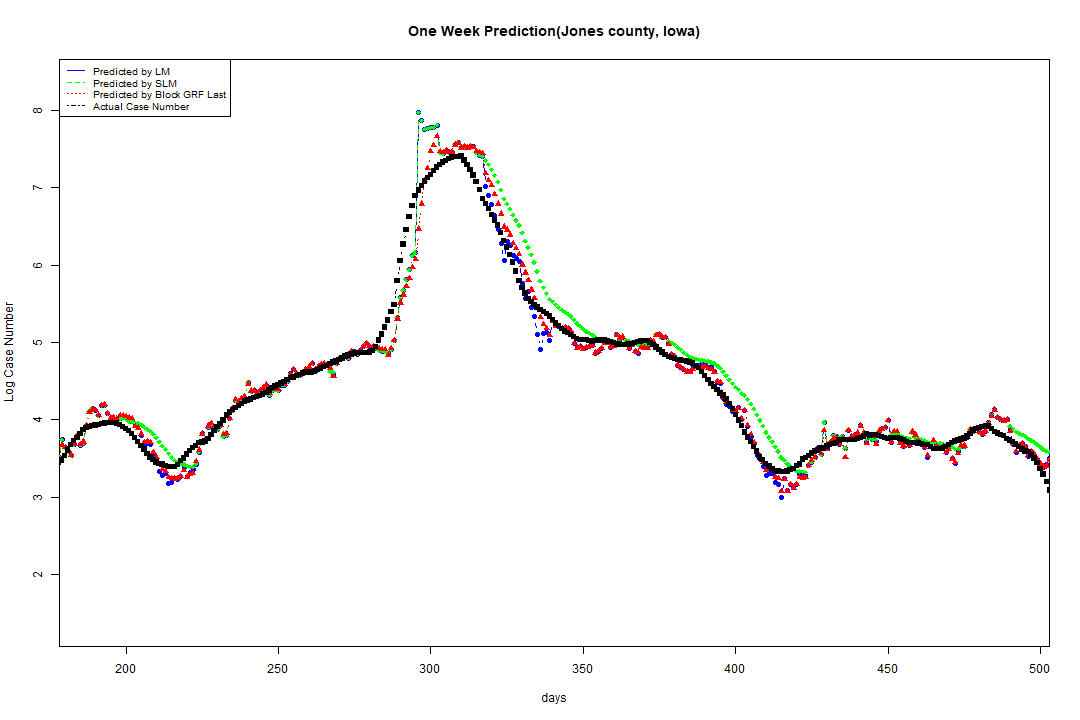 One Week Prediction(Jones county, Iowa)
Predicted by LM
Predicted by SLM
Predicted by Block GRF Last
Actual Case Number
8
7
6
5
4
3
2
Log Case Number
200 250 300 350 400 450 500
days